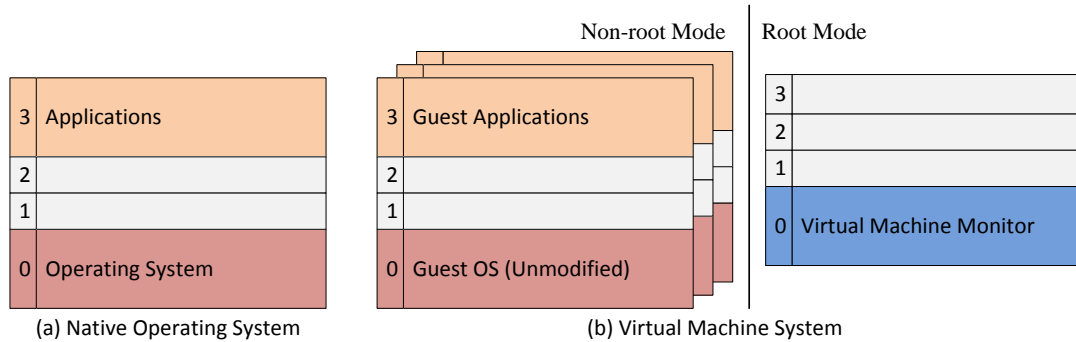 Non-root Mode
Root Mode
3 Applications
2
1
0 Operating System
(a) Native Operating System
3 Guest Applications
2
1
0 Guest OS (Unmodified)
3
2
1
0 Virtual Machine Monitor
(b) Virtual Machine System